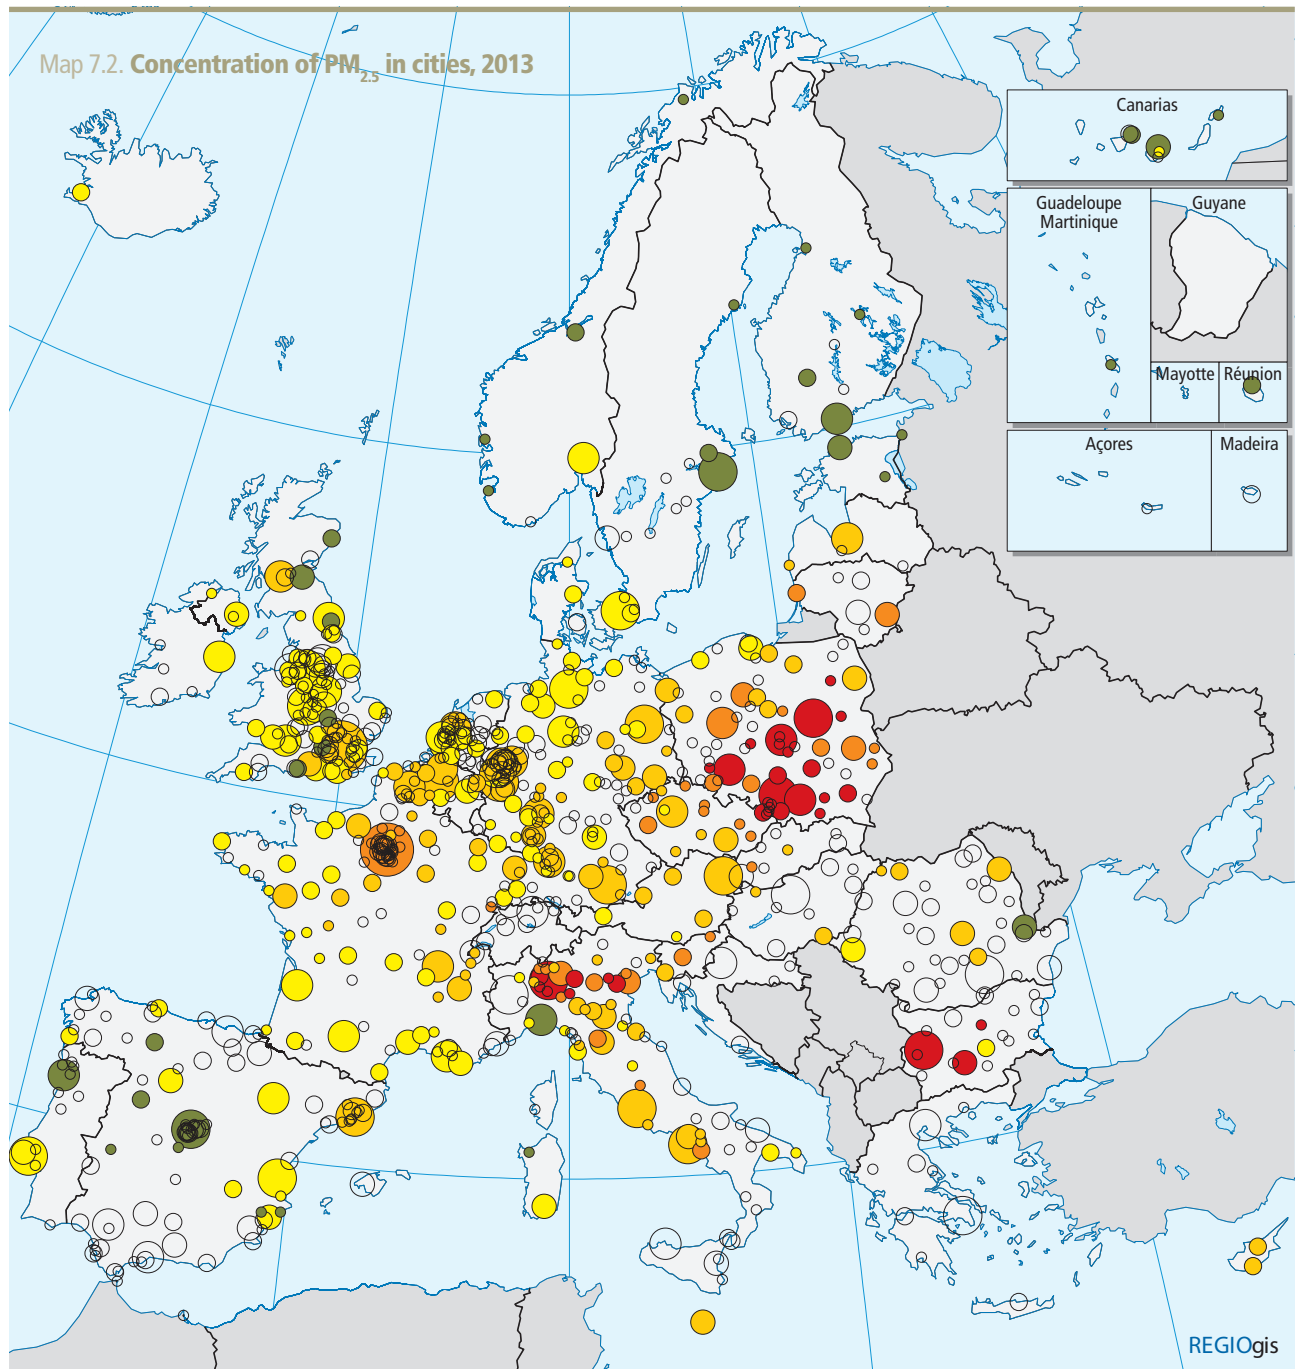 Map 7.2. Concentration of PM2.5 in cities, 2013
Canarias
Guadeloupe
Martinique
Guyane
Mayotte
Réunion
Açores
Madeira
REGIOgis